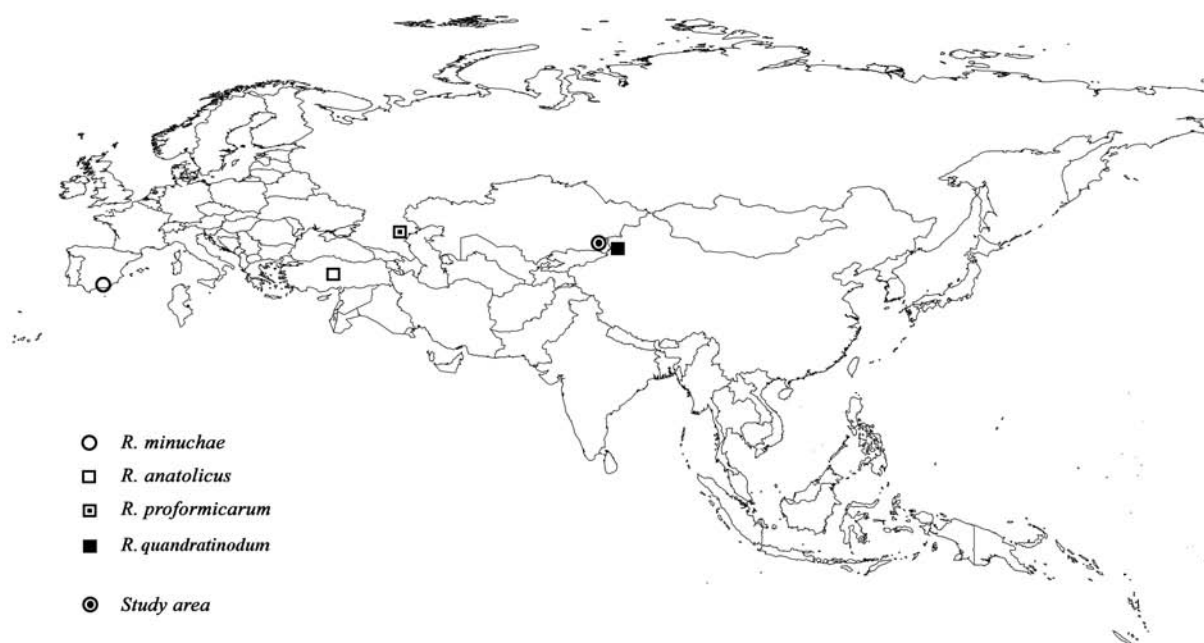 R. minuchae
R. anatolicus
R. proformicarum
R. quandratinodum
Study area